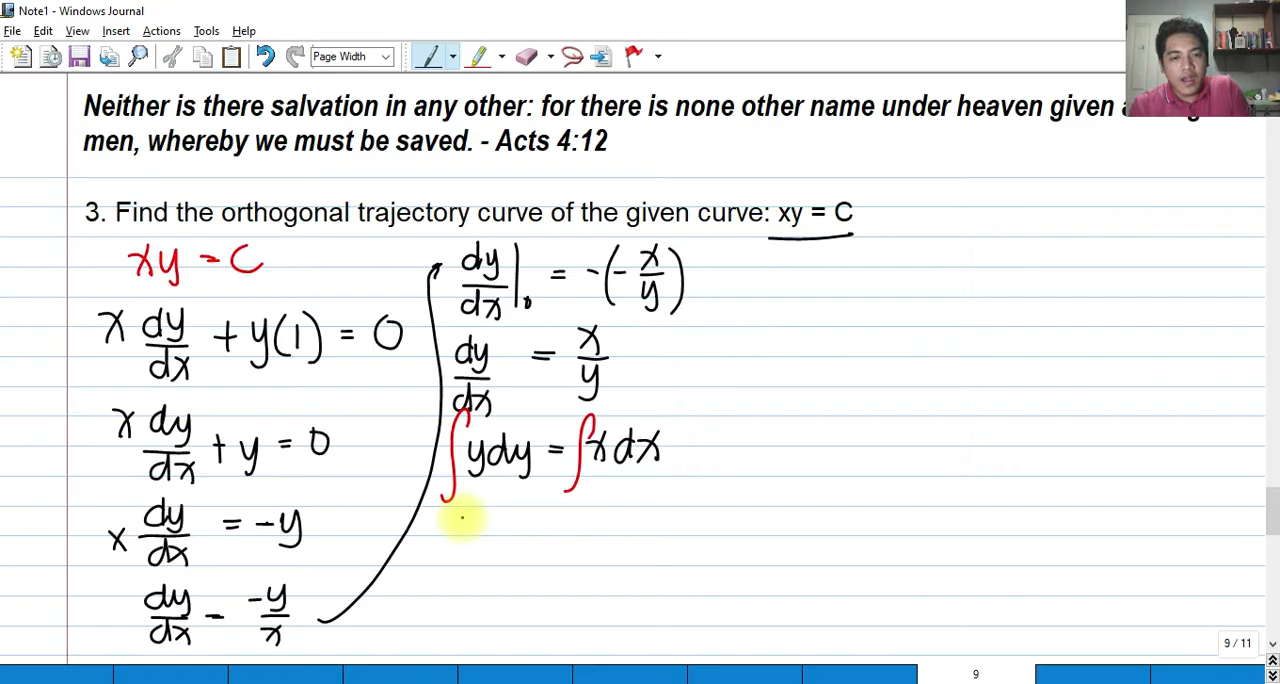 Note1 - Windows Journal
File Edit View Insert Actions Tools Help
Page Width
Neither is there salvation in any other: for there is none other name under heaven given
men, whereby we must be saved. - Acts 4:12
3. Find the orthogonal trajectory curve of the given curve: xy = C
xy = C
x dy/dx + y(1) = 0
x dy/dx + y = 0
x dy/dx = -y
dy/dx = -y/x
dy/dx|₀ = -(-x/y)
dy/dx = x/y
∫ydy = ∫xdx
9 / 11
9